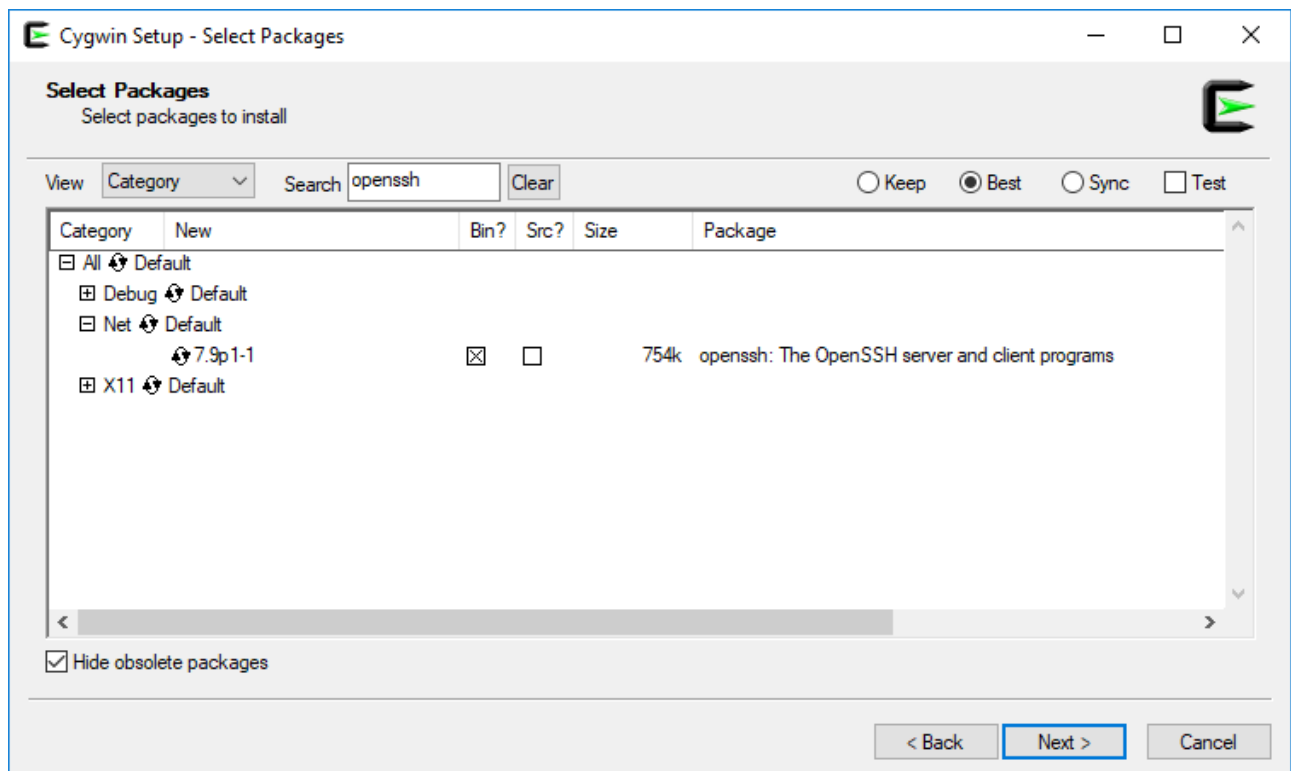 Cygwin Setup - Select Packages
Select Packages
Select packages to install
View Category Search openssh Clear Keep Best Sync Test
Category New Bin? Src? Size Package
All Default
Debug Default
Net Default
7.9p1-1 754k openssh: The OpenSSH server and client programs
X11 Default
Hide obsolete packages
< Back Next > Cancel